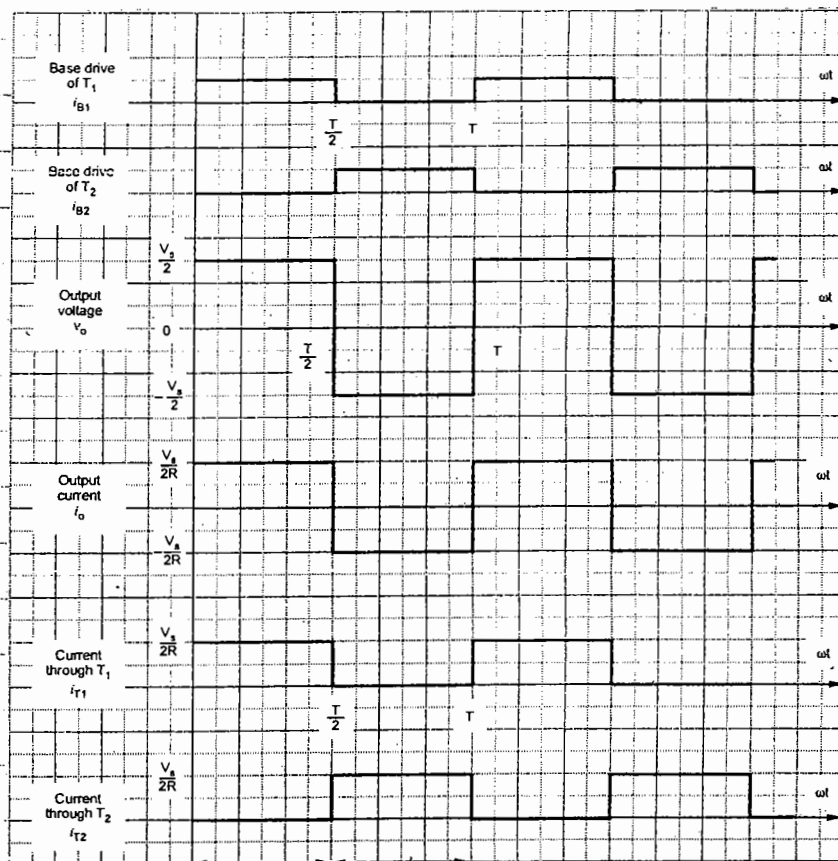 Base drive
of T1
iB1
ωt
T/2
T
Base drive
of T2
iB2
ωt
Vs/2
Output
voltage
vo
0
ωt
T/2
T
-Vs/2
Vs/2R
Output
current
io
ωt
-Vs/2R
Vs/2R
Current
through T1
iT1
ωt
T/2
T
Vs/2R
Current
through T2
iT2
ωt